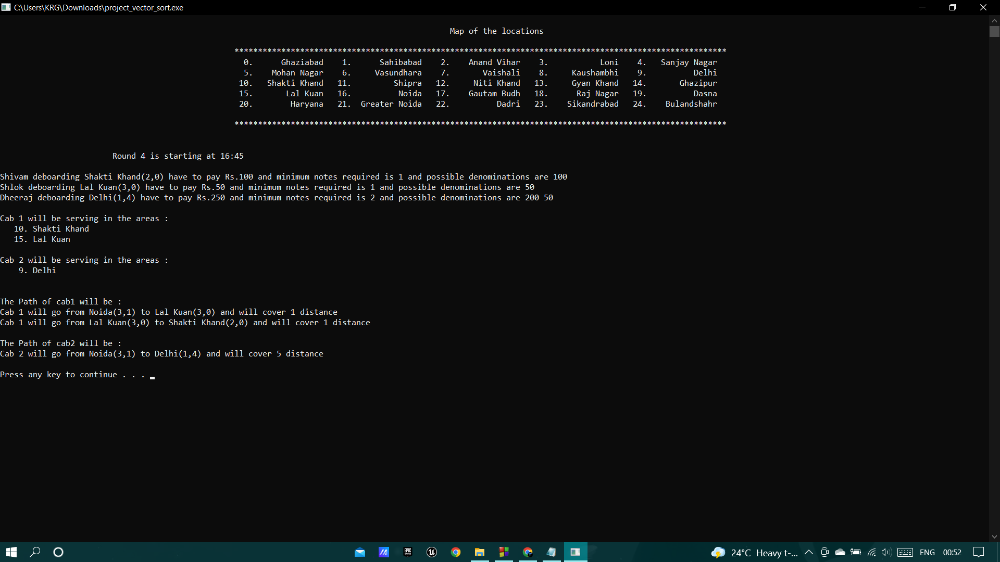 C:\Users\KRG\Downloads\project_vector_sort.exe
Map of the locations
*********************************************************************************************************
0. Ghaziabad 1. Sahibabad 2. Anand Vihar 3. Loni 4. Sanjay Nagar
5. Mohan Nagar 6. Vasundhara 7. Vaishali 8. Kaushambhi 9. Delhi
10. Shakti Khand 11. Shipra 12. Niti Khand 13. Gyan Khand 14. Ghazipur
15. Lal Kuan 16. Noida 17. Gautam Budh 18. Raj Nagar 19. Dasna
20. Haryana 21. Greater Noida 22. Dadri 23. Sikandrabad 24. Bulandshahr
*********************************************************************************************************
Round 4 is starting at 16:45
Shivam deboarding Shakti Khand(2,0) have to pay Rs.100 and minimum notes required is 1 and possible denominations are 100
Shlok deboarding Lal Kuan(3,0) have to pay Rs.50 and minimum notes required is 1 and possible denominations are 50
Dheeraj deboarding Delhi(1,4) have to pay Rs.250 and minimum notes required is 2 and possible denominations are 200 50
Cab 1 will be serving in the areas :
10. Shakti Khand
15. Lal Kuan
Cab 2 will be serving in the areas :
9. Delhi
The Path of cab1 will be :
Cab 1 will go from Noida(3,1) to Lal Kuan(3,0) and will cover 1 distance
Cab 1 will go from Lal Kuan(3,0) to Shakti Khand(2,0) and will cover 1 distance
The Path of cab2 will be :
Cab 2 will go from Noida(3,1) to Delhi(1,4) and will cover 5 distance
Press any key to continue . . .
EPIC GAMES
24°C Heavy t-... ENG 00:52